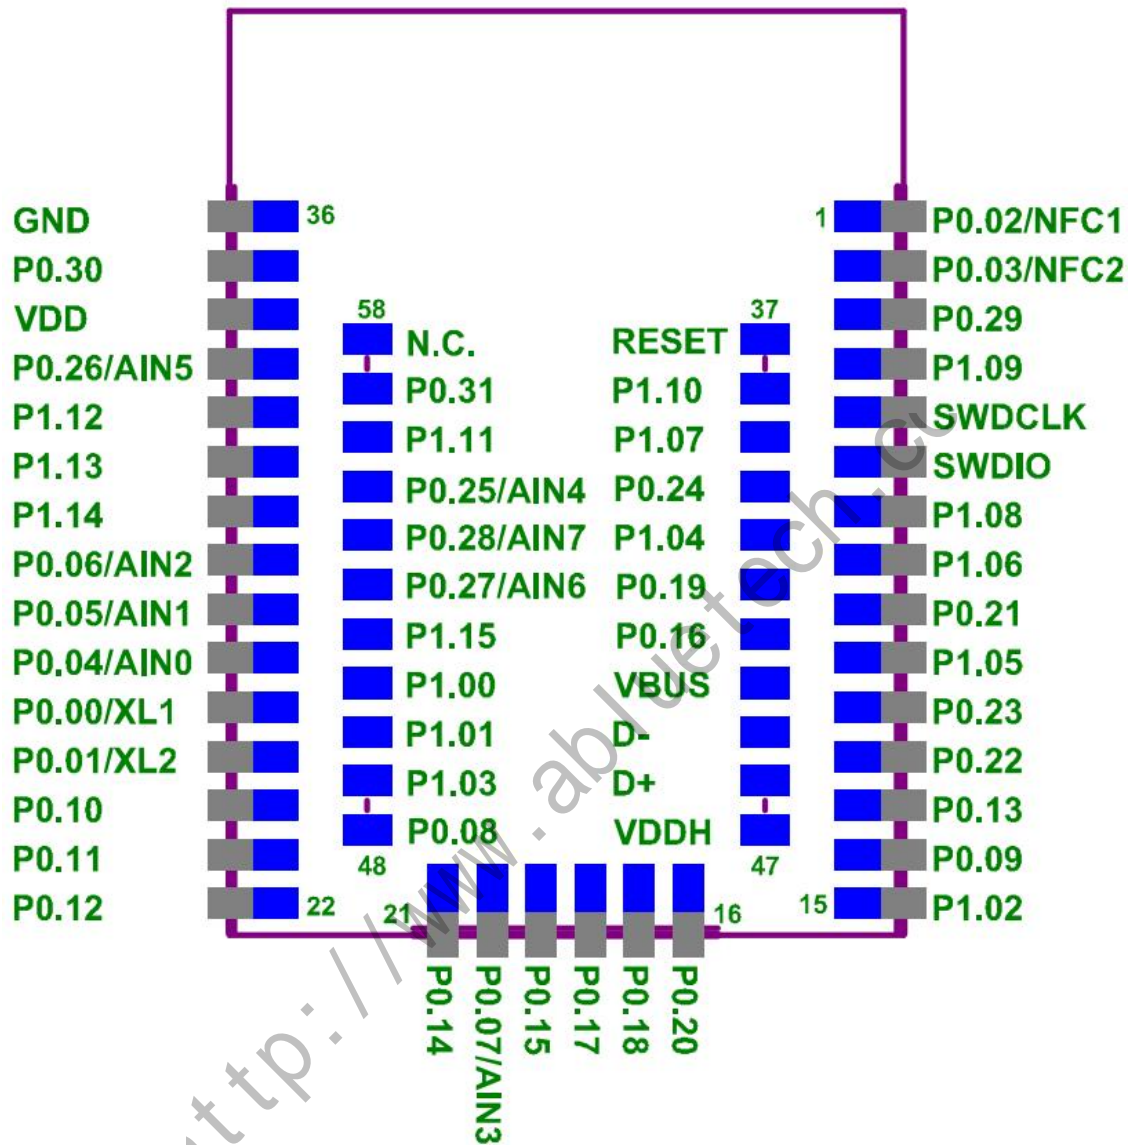 GND 36 1 P0.02/NFC1
P0.30 P0.03/NFC2
VDD 58 37 P0.29
N.C. RESET
P0.26/AIN5 P1.09
P0.31 P1.10
P1.12 SWDCLK
P1.11 P1.07
P1.13 SWDIO
P0.25/AIN4 P0.24
P1.14 P1.08
P0.28/AIN7 P1.04
P0.06/AIN2 P1.06
P0.27/AIN6 P0.19
P0.05/AIN1 P0.21
P1.15 P0.16
P0.04/AIN0 P1.05
P1.00 VBUS
P0.00/XL1 P0.23
P1.01 D-
P0.01/XL2 P0.22
P1.03 D+
P0.10 P0.13
P0.08 VDDH
P0.11 48 47 P0.09
P0.12 22 21 16 15 P1.02
P0.14
P0.07/AIN3
P0.15
P0.17
P0.18
P0.20
ttp://www.abluetech.c